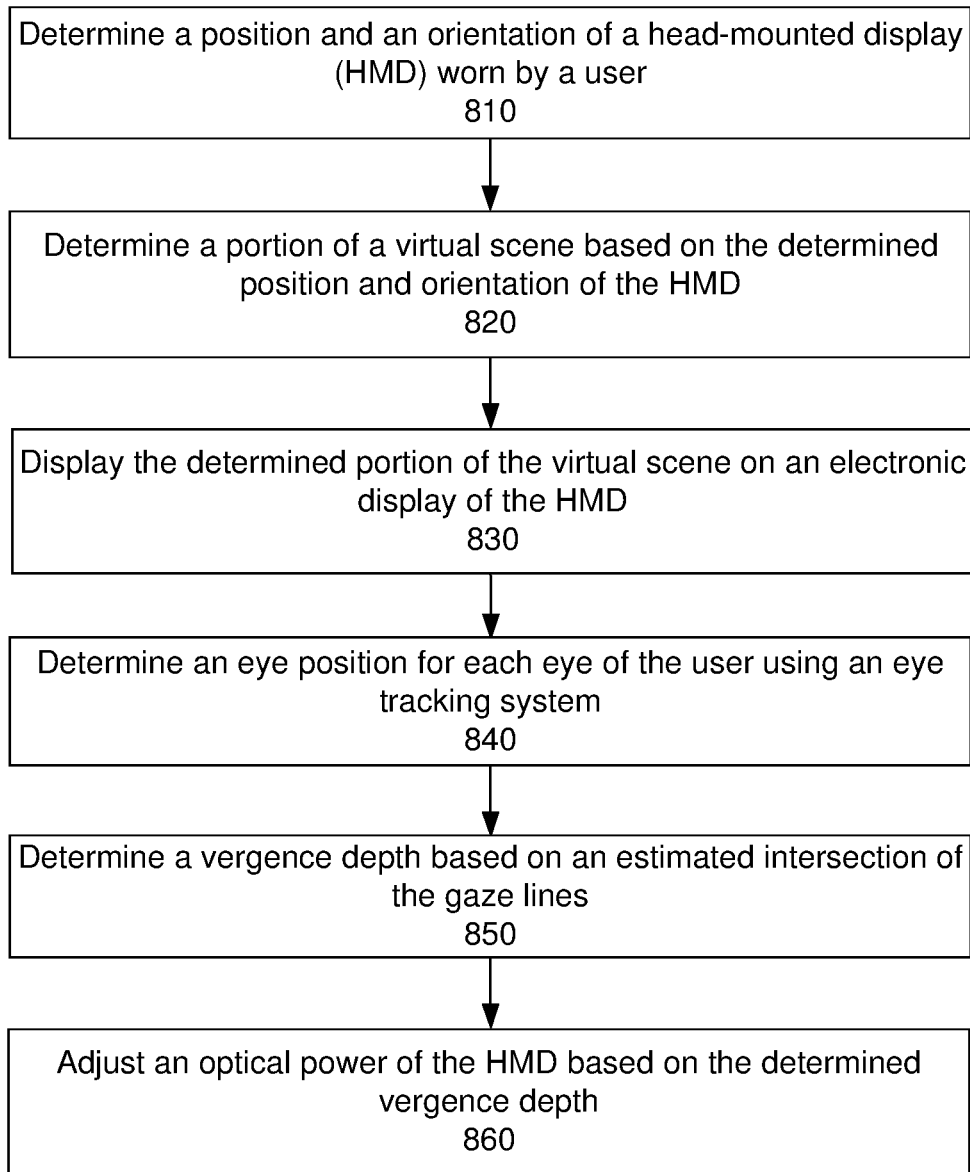 Determine a position and an orientation of a head-mounted display
(HMD) worn by a user
810
Determine a portion of a virtual scene based on the determined
position and orientation of the HMD
820
Display the determined portion of the virtual scene on an electronic
display of the HMD
830
Determine an eye position for each eye of the user using an eye
tracking system
840
Determine a vergence depth based on an estimated intersection of
the gaze lines
850
Adjust an optical power of the HMD based on the determined
vergence depth
860